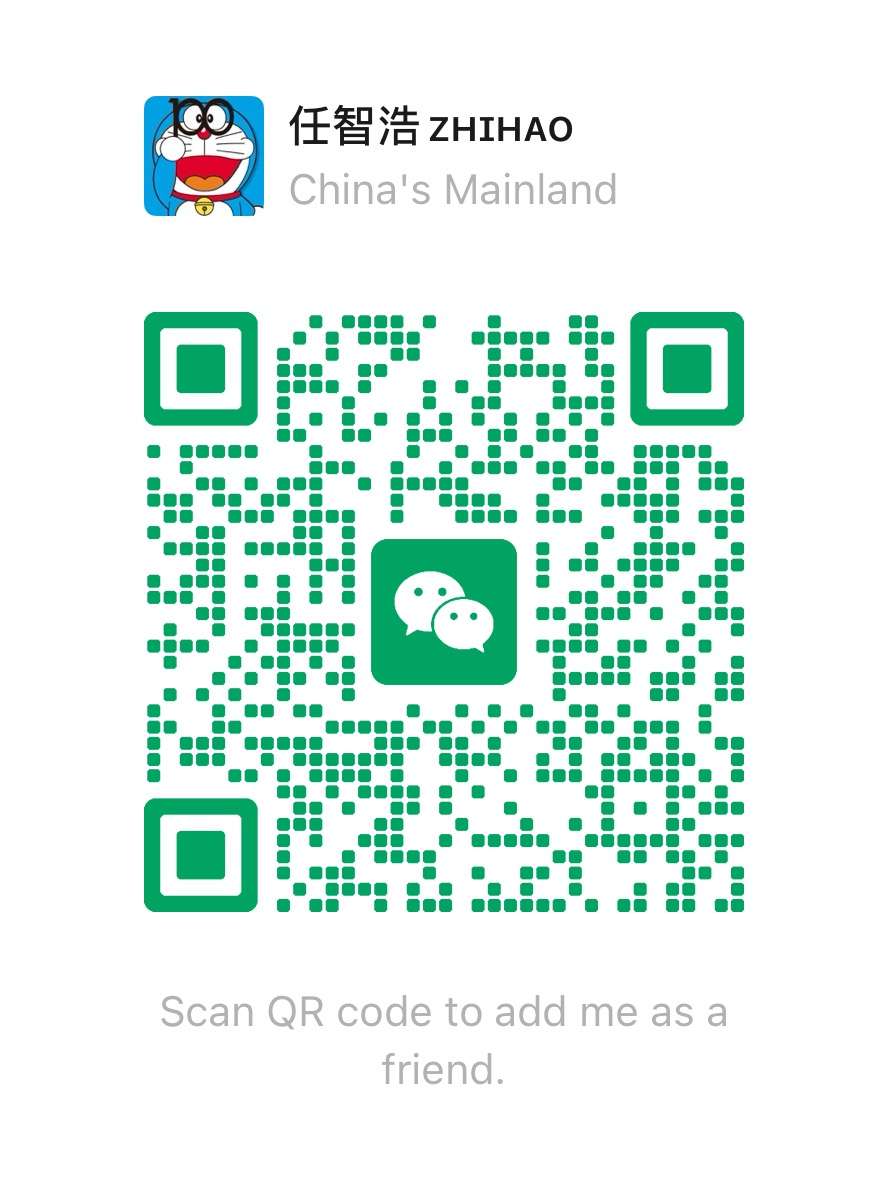 任智浩 ZHIHAO
China's Mainland
Scan QR code to add me as a
friend.